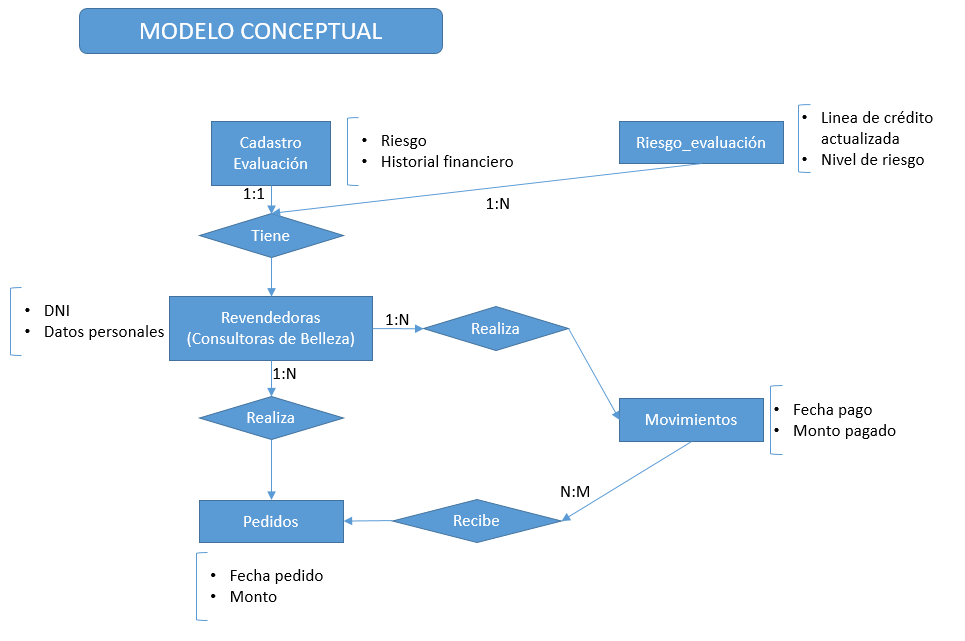 MODELO CONCEPTUAL
Cadastro
Evaluación
• Riesgo
• Historial financiero
Riesgo_evaluación
• Linea de crédito
actualizada
• Nivel de riesgo
1:1
1:N
Tiene
• DNI
• Datos personales
Revendedoras
(Consultoras de Belleza)
1:N
Realiza
1:N
Realiza
Movimientos
• Fecha pago
• Monto pagado
N:M
Pedidos
Recibe
• Fecha pedido
• Monto